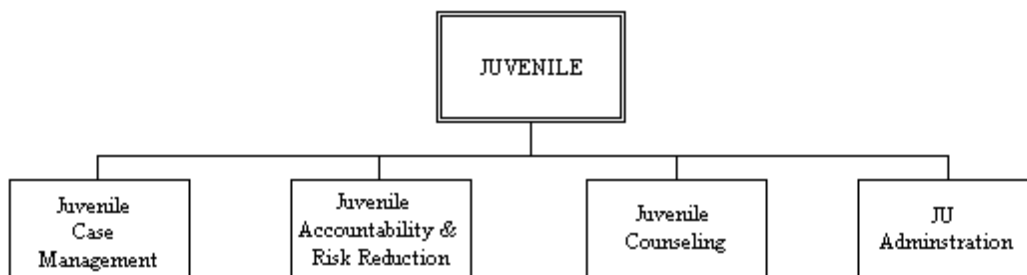 JUVENILE
Juvenile
Case
Management
Juvenile
Accountability &
Risk Reduction
Juvenile
Counseling
JU
Adminstration